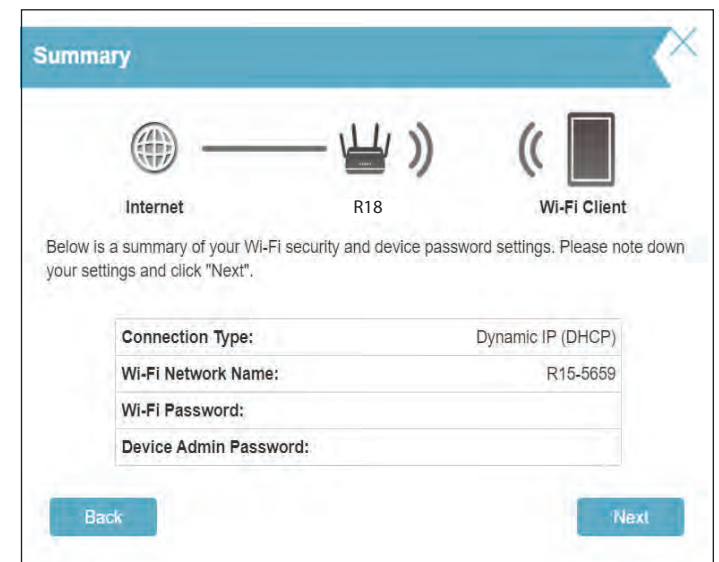 Summary
Internet
R18
Wi-Fi Client
Below is a summary of your Wi-Fi security and device password settings. Please note down
your settings and click "Next".
Connection Type: Dynamic IP (DHCP)
Wi-Fi Network Name: R15-5659
Wi-Fi Password:
Device Admin Password:
Back
Next